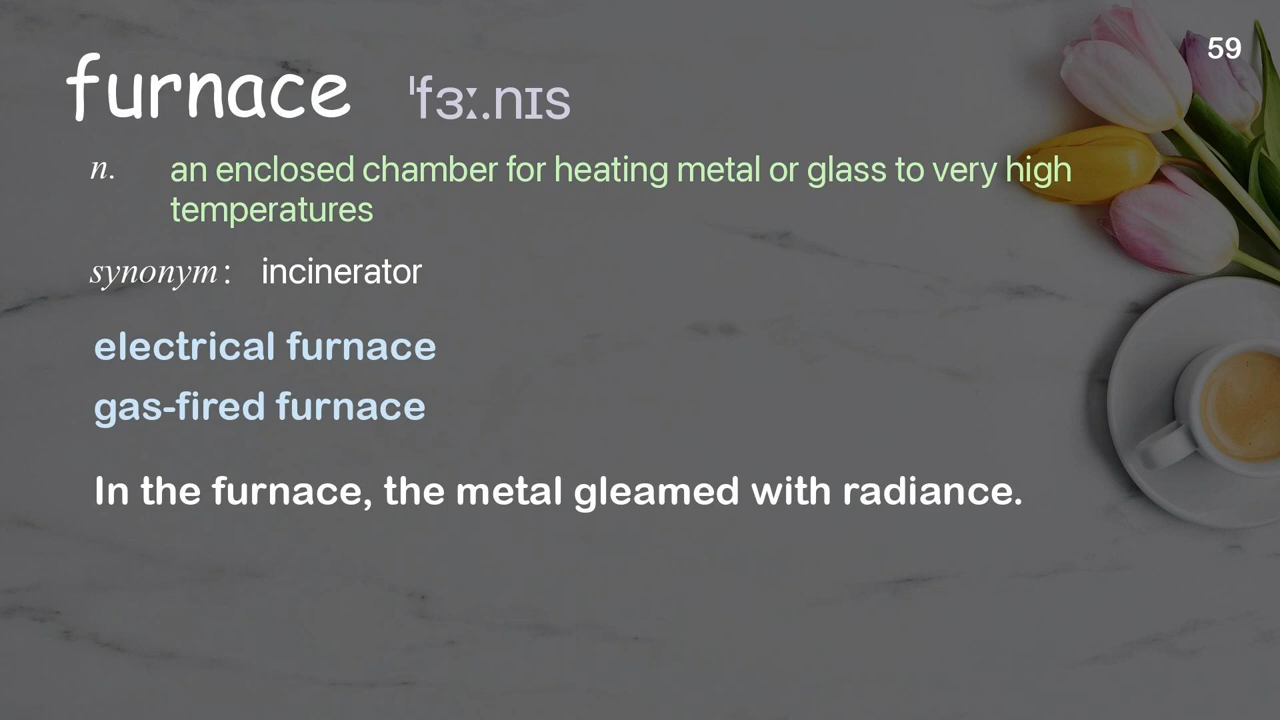 59
furnace ˈfɜː.nɪs
n. an enclosed chamber for heating metal or glass to very high
temperatures
synonym: incinerator
electrical furnace
gas-fired furnace
In the furnace, the metal gleamed with radiance.